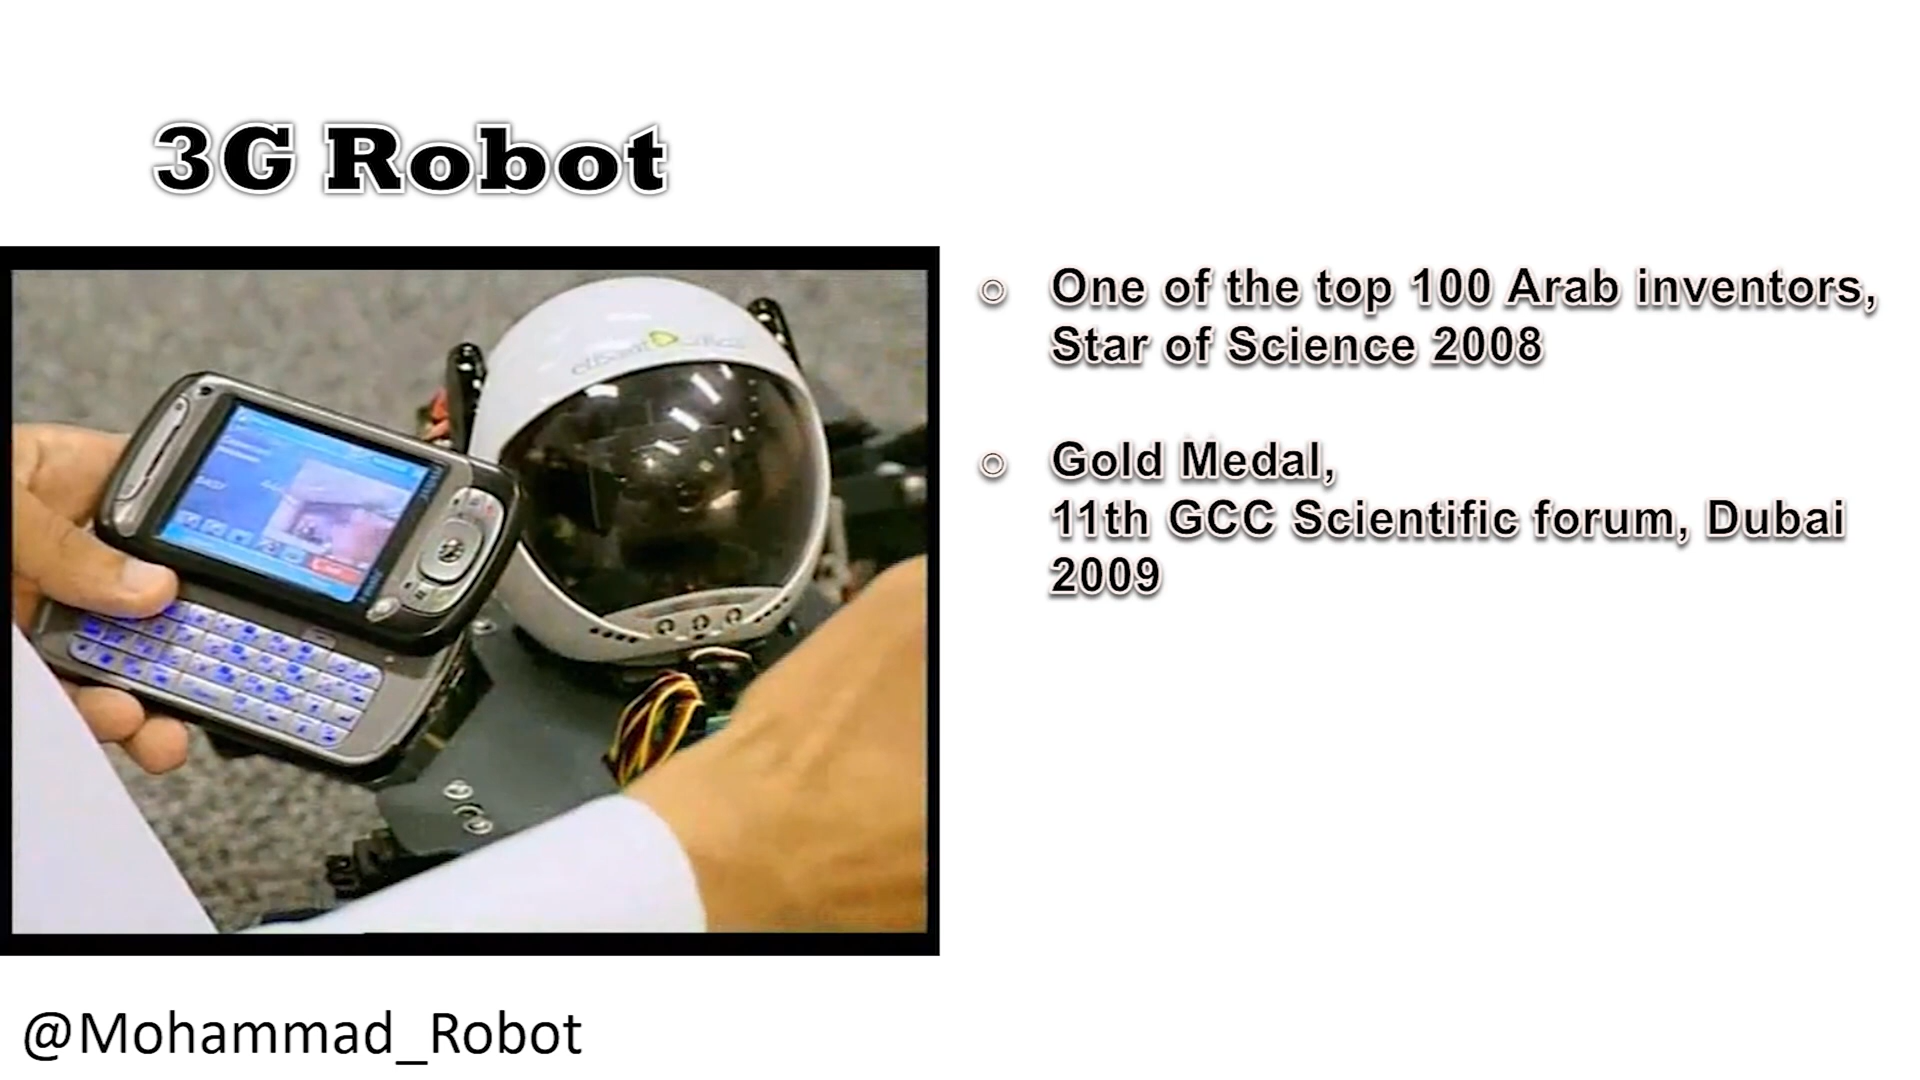 3G Robot
One of the top 100 Arab inventors,
Star of Science 2008
Gold Medal,
11th GCC Scientific forum, Dubai
2009
@Mohammad_Robot